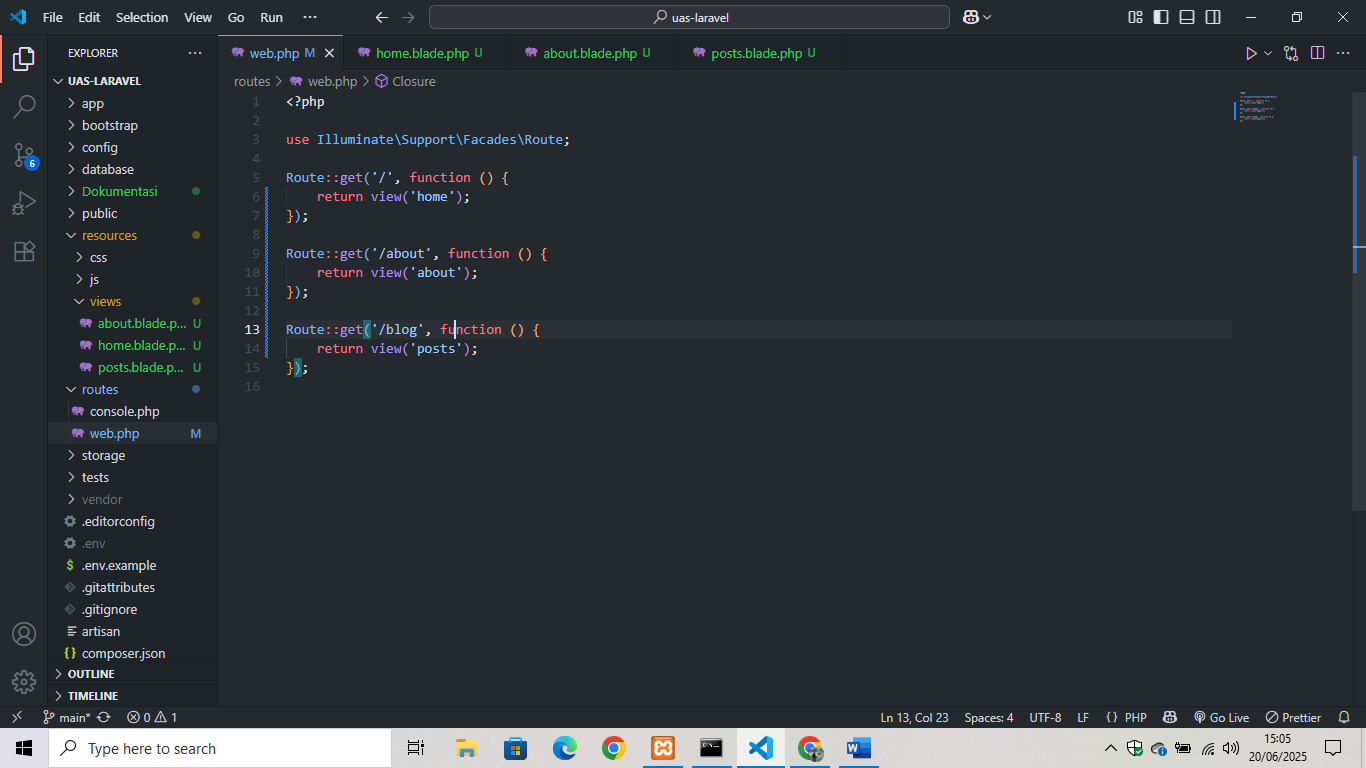 File Edit Selection View Go Run ···
uas-laravel
EXPLORER ···
UAS-LARAVEL
app
bootstrap
config
database
Dokumentasi
public
resources
css
js
views
about.blade.p... U
home.blade.p... U
posts.blade.p... U
routes
console.php
web.php M
storage
tests
vendor
.editorconfig
.env
.env.example
.gitattributes
.gitignore
artisan
composer.json
OUTLINE
TIMELINE
6
web.php M
home.blade.php U
about.blade.php U
posts.blade.php U
routes > web.php > Closure
1 <?php
2
3 use Illuminate\Support\Facades\Route;
4
5 Route::get('/', function () {
6 return view('home');
7 });
8
9 Route::get('/about', function () {
10 return view('about');
11 });
12
13 Route::get('/blog', function () {
14 return view('posts');
15 });
16
main* 0 1
Ln 13, Col 23 Spaces: 4 UTF-8 LF {} PHP Go Live Prettier
Type here to search
15:05
20/06/2025